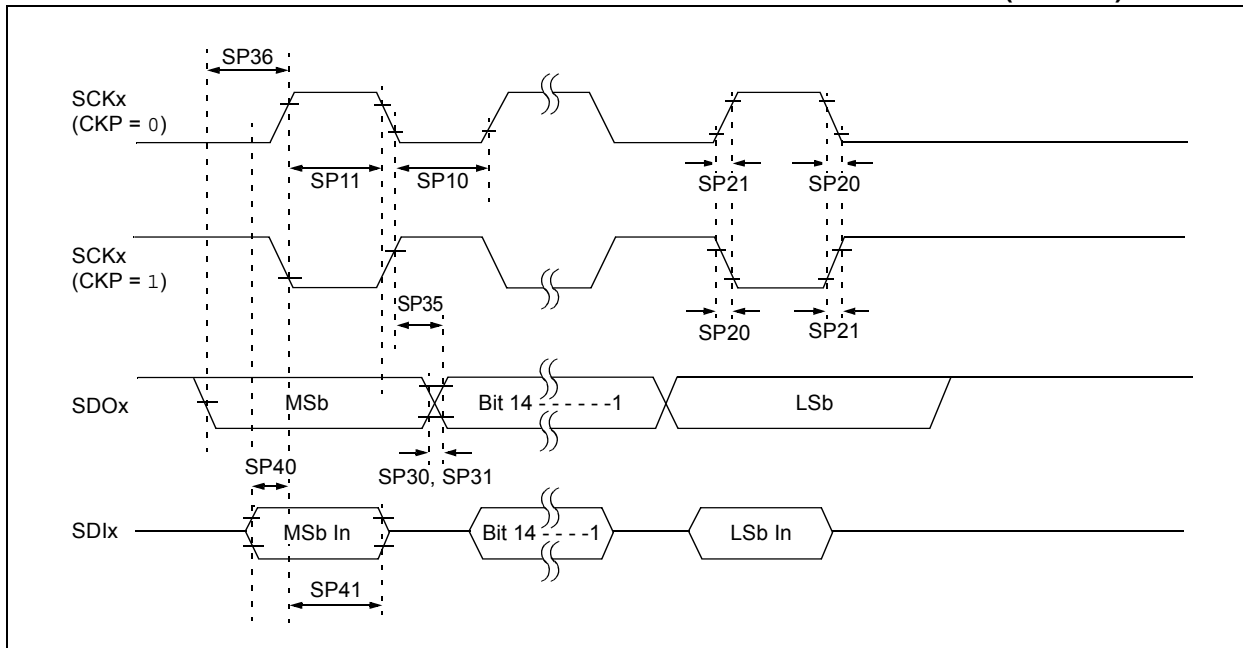 SP36
SCKx
(CKP = 0)
SP11
SP10
SP21
SP20
SCKx
(CKP = 1)
SP35
SP20
SP21
SDOx
MSb
Bit 14 - - - - - -1
LSb
SP30, SP31
SP40
SDIx
MSb In
Bit 14 - - - -1
LSb In
SP41